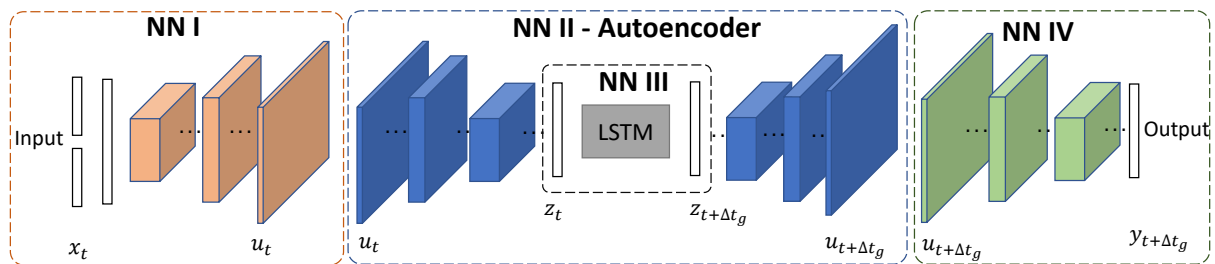 NN I
NN II - Autoencoder
NN IV
NN III
Input
LSTM
Output
z_t
z_{t+Δt_g}
x_t
u_t
u_t
u_{t+Δt_g}
u_{t+Δt_g}
y_{t+Δt_g}